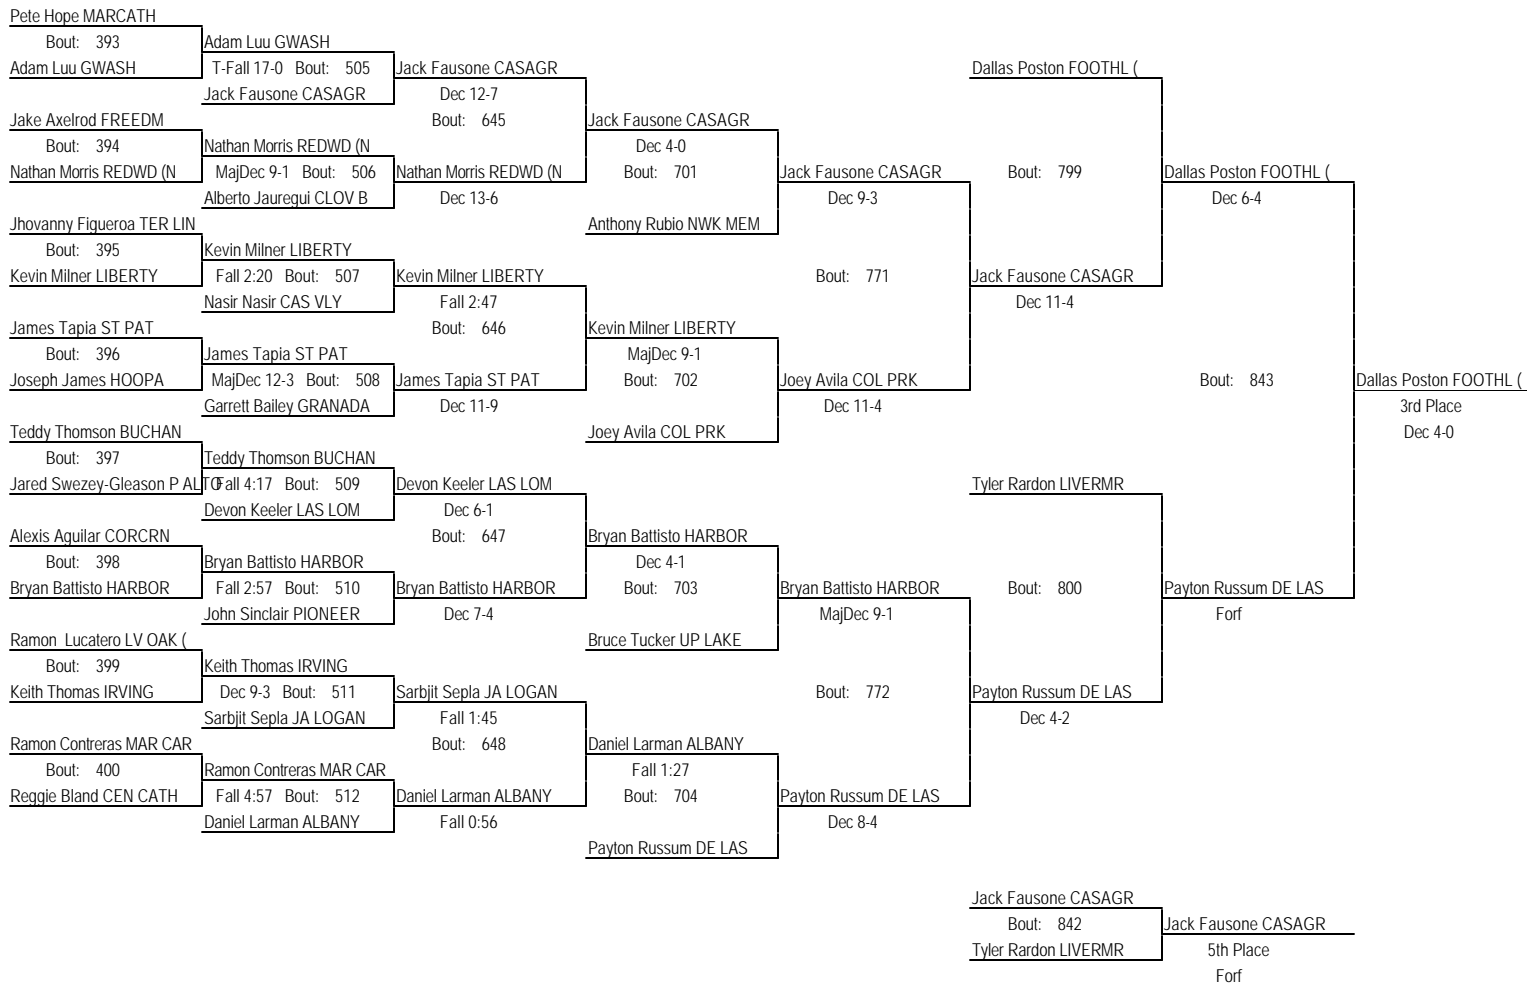 Pete Hope MARCATH
Bout: 393 Adam Luu GWASH
Adam Luu GWASH T-Fall 17-0 Bout: 505 Jack Fausone CASAGR Dallas Poston FOOTHL (
Jack Fausone CASAGR Dec 12-7
Jake Axelrod FREEDM Bout: 645 Jack Fausone CASAGR
Bout: 394 Nathan Morris REDWD (N Dec 4-0
Nathan Morris REDWD (N MajDec 9-1 Bout: 506 Nathan Morris REDWD (N Bout: 701 Jack Fausone CASAGR Bout: 799 Dallas Poston FOOTHL (
Alberto Jauregui CLOV B Dec 13-6 Dec 9-3 Dec 6-4
Jhovanny Figueroa TER LIN Anthony Rubio NWK MEM
Bout: 395 Kevin Milner LIBERTY
Kevin Milner LIBERTY Fall 2:20 Bout: 507 Kevin Milner LIBERTY Bout: 771 Jack Fausone CASAGR
Nasir Nasir CAS VLY Fall 2:47 Dec 11-4
James Tapia ST PAT Bout: 646 Kevin Milner LIBERTY
Bout: 396 James Tapia ST PAT MajDec 9-1
Joseph James HOOPA MajDec 12-3 Bout: 508 James Tapia ST PAT Bout: 702 Joey Avila COL PRK Bout: 843 Dallas Poston FOOTHL (
Garrett Bailey GRANADA Dec 11-9 Dec 11-4 3rd Place
Teddy Thomson BUCHAN Joey Avila COL PRK Dec 4-0
Bout: 397 Teddy Thomson BUCHAN
Jared Swezey-Gleason P ALTO Fall 4:17 Bout: 509 Devon Keeler LAS LOM Tyler Rardon LIVERMR
Devon Keeler LAS LOM Dec 6-1
Alexis Aguilar CORCRN Bout: 647 Bryan Battisto HARBOR
Bout: 398 Bryan Battisto HARBOR Dec 4-1
Bryan Battisto HARBOR Fall 2:57 Bout: 510 Bryan Battisto HARBOR Bout: 703 Bryan Battisto HARBOR Bout: 800 Payton Russum DE LAS
John Sinclair PIONEER Dec 7-4 MajDec 9-1 Forf
Ramon Lucatero LV OAK ( Bruce Tucker UP LAKE
Bout: 399 Keith Thomas IRVING
Keith Thomas IRVING Dec 9-3 Bout: 511 Sarbjit Sepla JA LOGAN Bout: 772 Payton Russum DE LAS
Sarbjit Sepla JA LOGAN Fall 1:45 Dec 4-2
Ramon Contreras MAR CAR Bout: 648 Daniel Larman ALBANY
Bout: 400 Ramon Contreras MAR CAR Fall 1:27
Reggie Bland CEN CATH Fall 4:57 Bout: 512 Daniel Larman ALBANY Bout: 704 Payton Russum DE LAS
Daniel Larman ALBANY Fall 0:56 Dec 8-4
Payton Russum DE LAS
Jack Fausone CASAGR
Bout: 842 Jack Fausone CASAGR
Tyler Rardon LIVERMR 5th Place
Forf